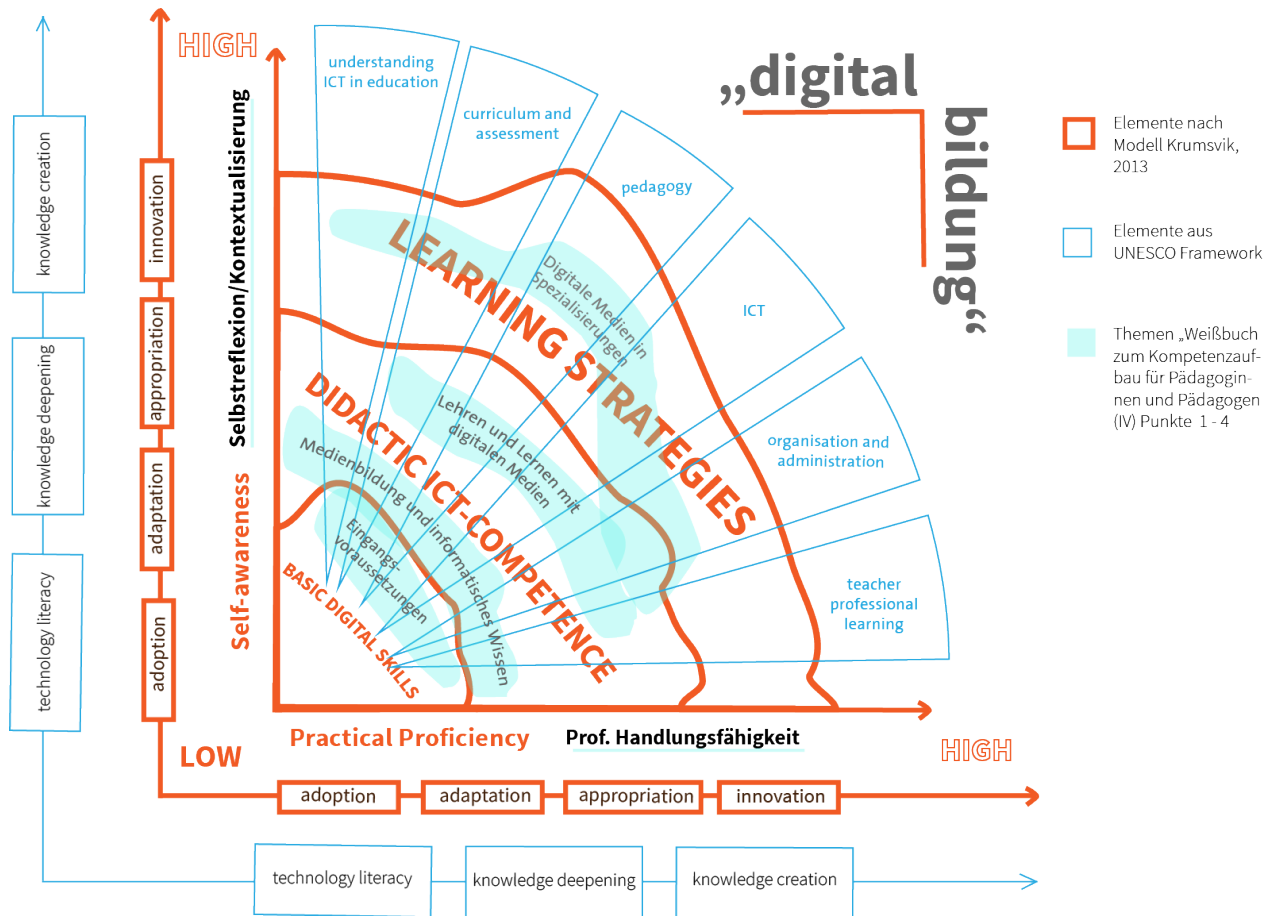 „digital
bildung“
HIGH
understanding
ICT in education
curriculum and
assessment
pedagogy
ICT
organisation and
administration
teacher
professional
learning
Elemente nach
Modell Krumsvik,
2013
Elemente aus
UNESCO Framework
Themen „Weißbuch
zum Kompetenzauf-
bau für Pädagogin-
nen und Pädagogen
(IV) Punkte 1 - 4
knowledge creation
knowledge deepening
technology literacy
innovation
appropriation
adaptation
adoption
Selbstreflexion/Kontextualisierung
Self-awareness
LEARNING STRATEGIES
Digitale Medien in
Spezialisierungen
DIDACTIC ICT-COMPETENCE
Lehren und Lernen mit
digitalen Medien
Medienbildung und informatisches Wissen
Eingangs-
voraussetzungen
BASIC DIGITAL SKILLS
LOW
Practical Proficiency
Prof. Handlungsfähigkeit
HIGH
adoption
adaptation
appropriation
innovation
technology literacy
knowledge deepening
knowledge creation